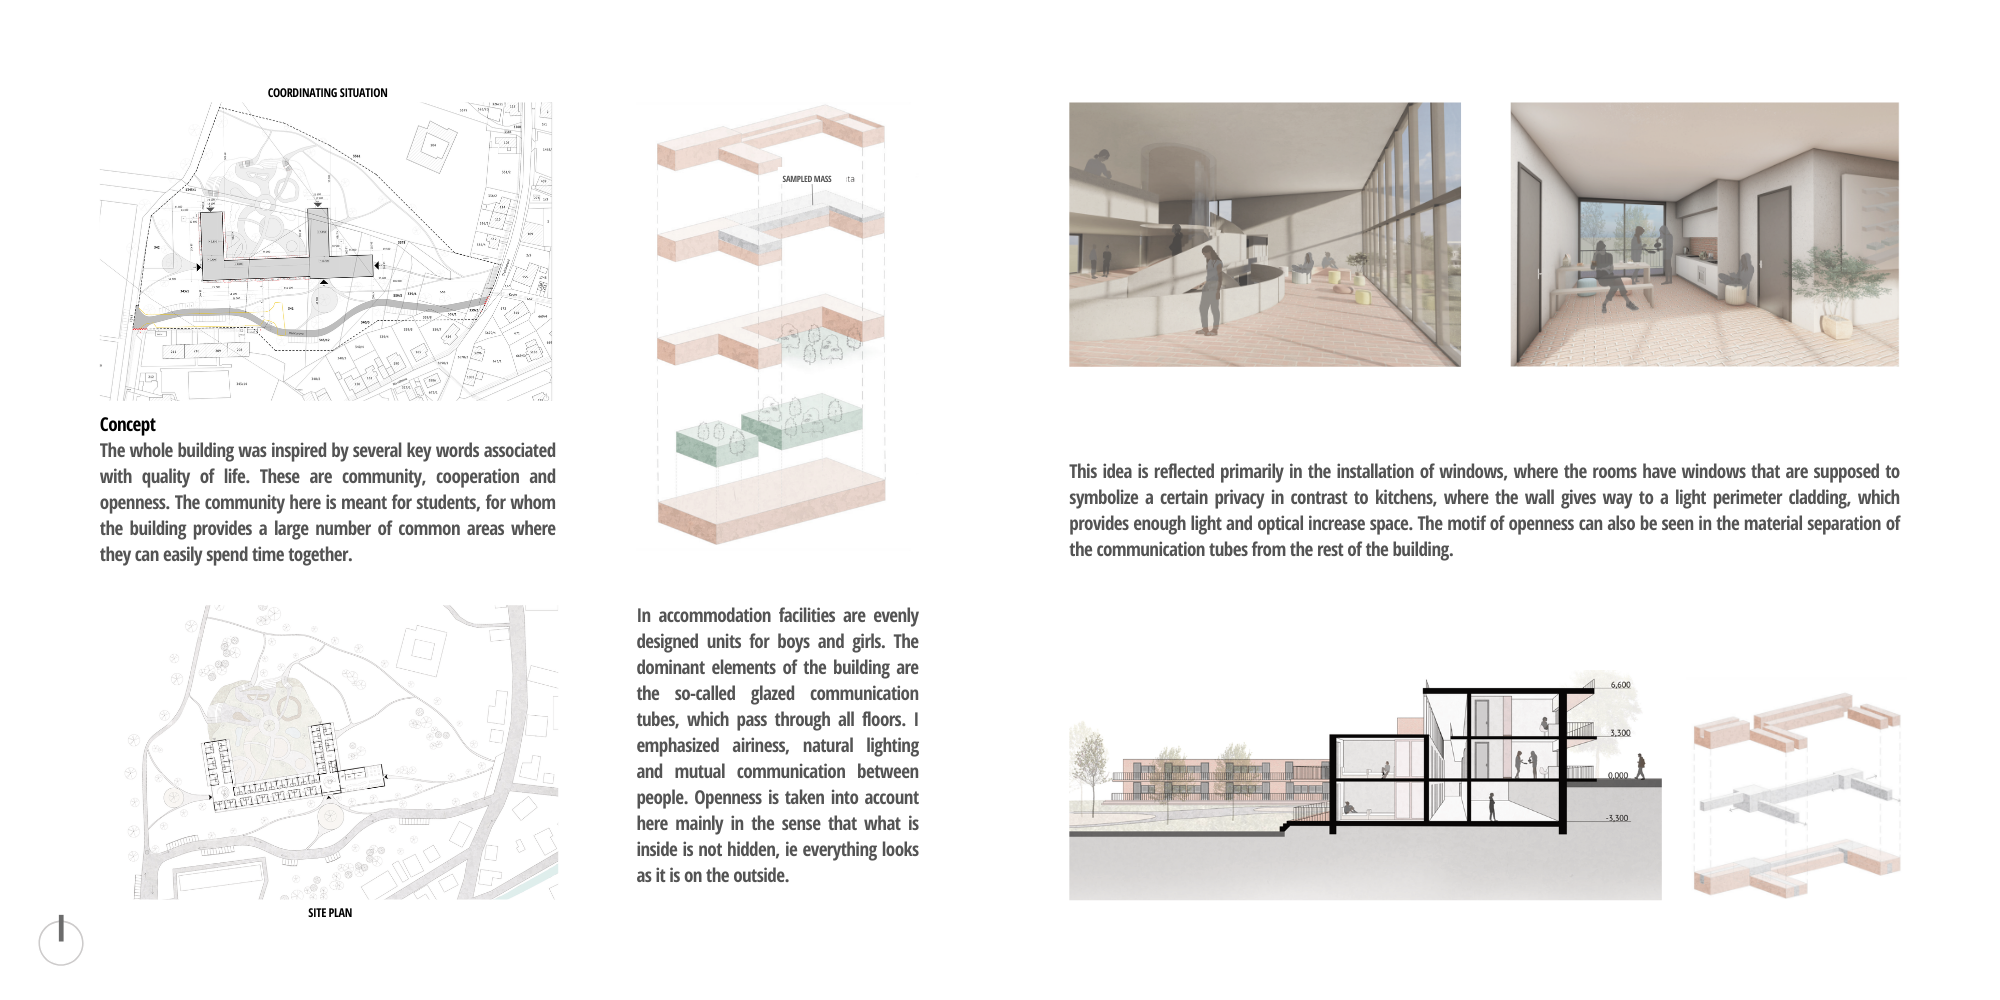 COORDINATING SITUATION
Concept
The whole building was inspired by several key words associated
with quality of life. These are community, cooperation and
openness. The community here is meant for students, for whom
the building provides a large number of common areas where
they can easily spend time together.
SITE PLAN
SAMPLED MASS
In accommodation facilities are evenly
designed units for boys and girls. The
dominant elements of the building are
the so-called glazed communication
tubes, which pass through all floors. I
emphasized airiness, natural lighting
and mutual communication between
people. Openness is taken into account
here mainly in the sense that what is
inside is not hidden, ie everything looks
as it is on the outside.
This idea is reflected primarily in the installation of windows, where the rooms have windows that are supposed to
symbolize a certain privacy in contrast to kitchens, where the wall gives way to a light perimeter cladding, which
provides enough light and optical increase space. The motif of openness can also be seen in the material separation of
the communication tubes from the rest of the building.
6,600
3,300
0,000
-3,300